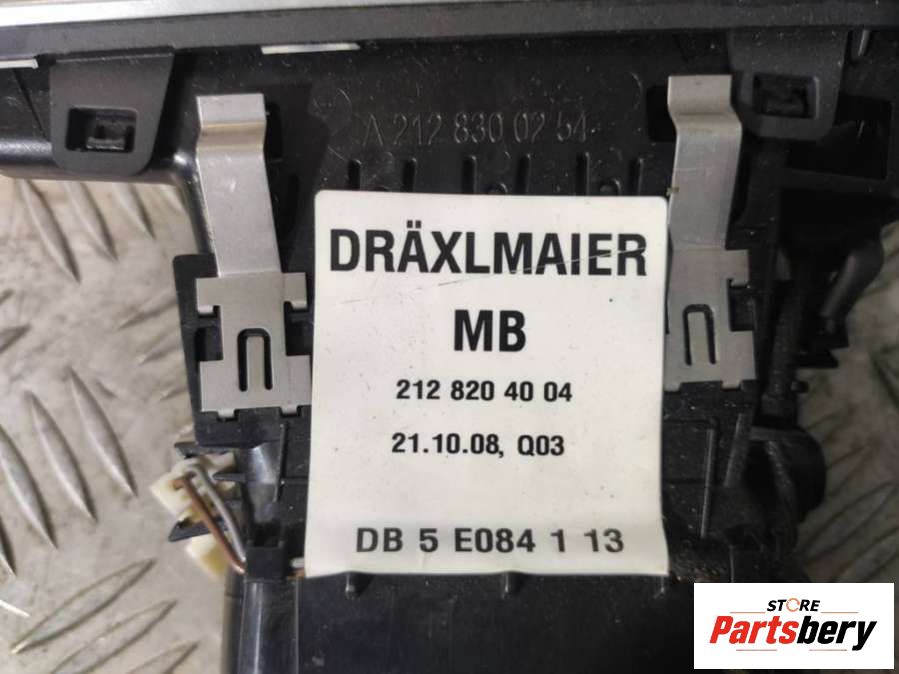 A 212 830 02 54
DRÄXLMAIER
MB
212 820 40 04
21.10.08, Q03
DB 5 E084 1 13
STORE
Partsbery